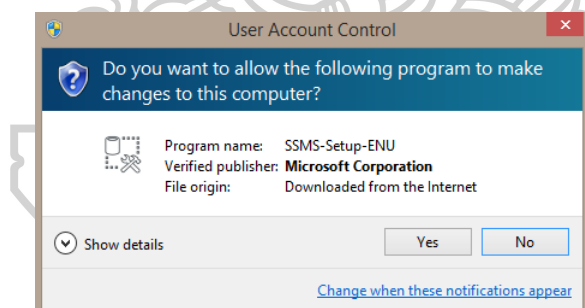 User Account Control
Do you want to allow the following program to make
changes to this computer?
Program name: SSMS-Setup-ENU
Verified publisher: Microsoft Corporation
File origin: Downloaded from the Internet
Show details
Yes
No
Change when these notifications appear